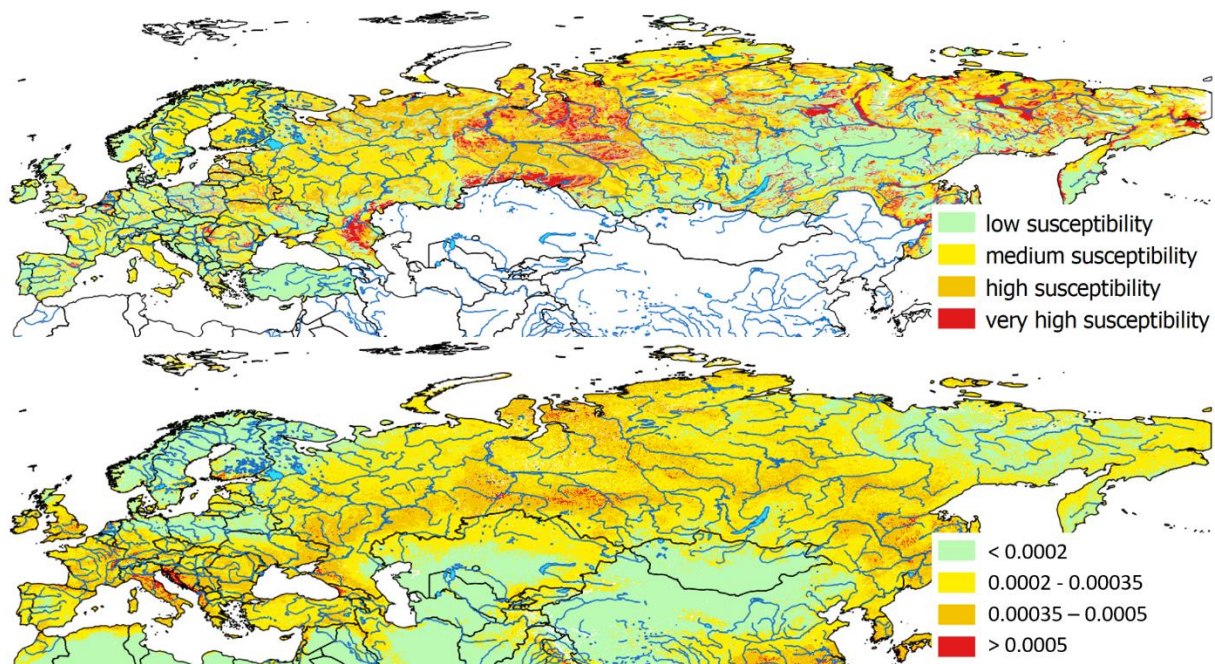 low susceptibility
medium susceptibility
high susceptibility
very high susceptibility
< 0.0002
0.0002 - 0.00035
0.00035 – 0.0005
> 0.0005